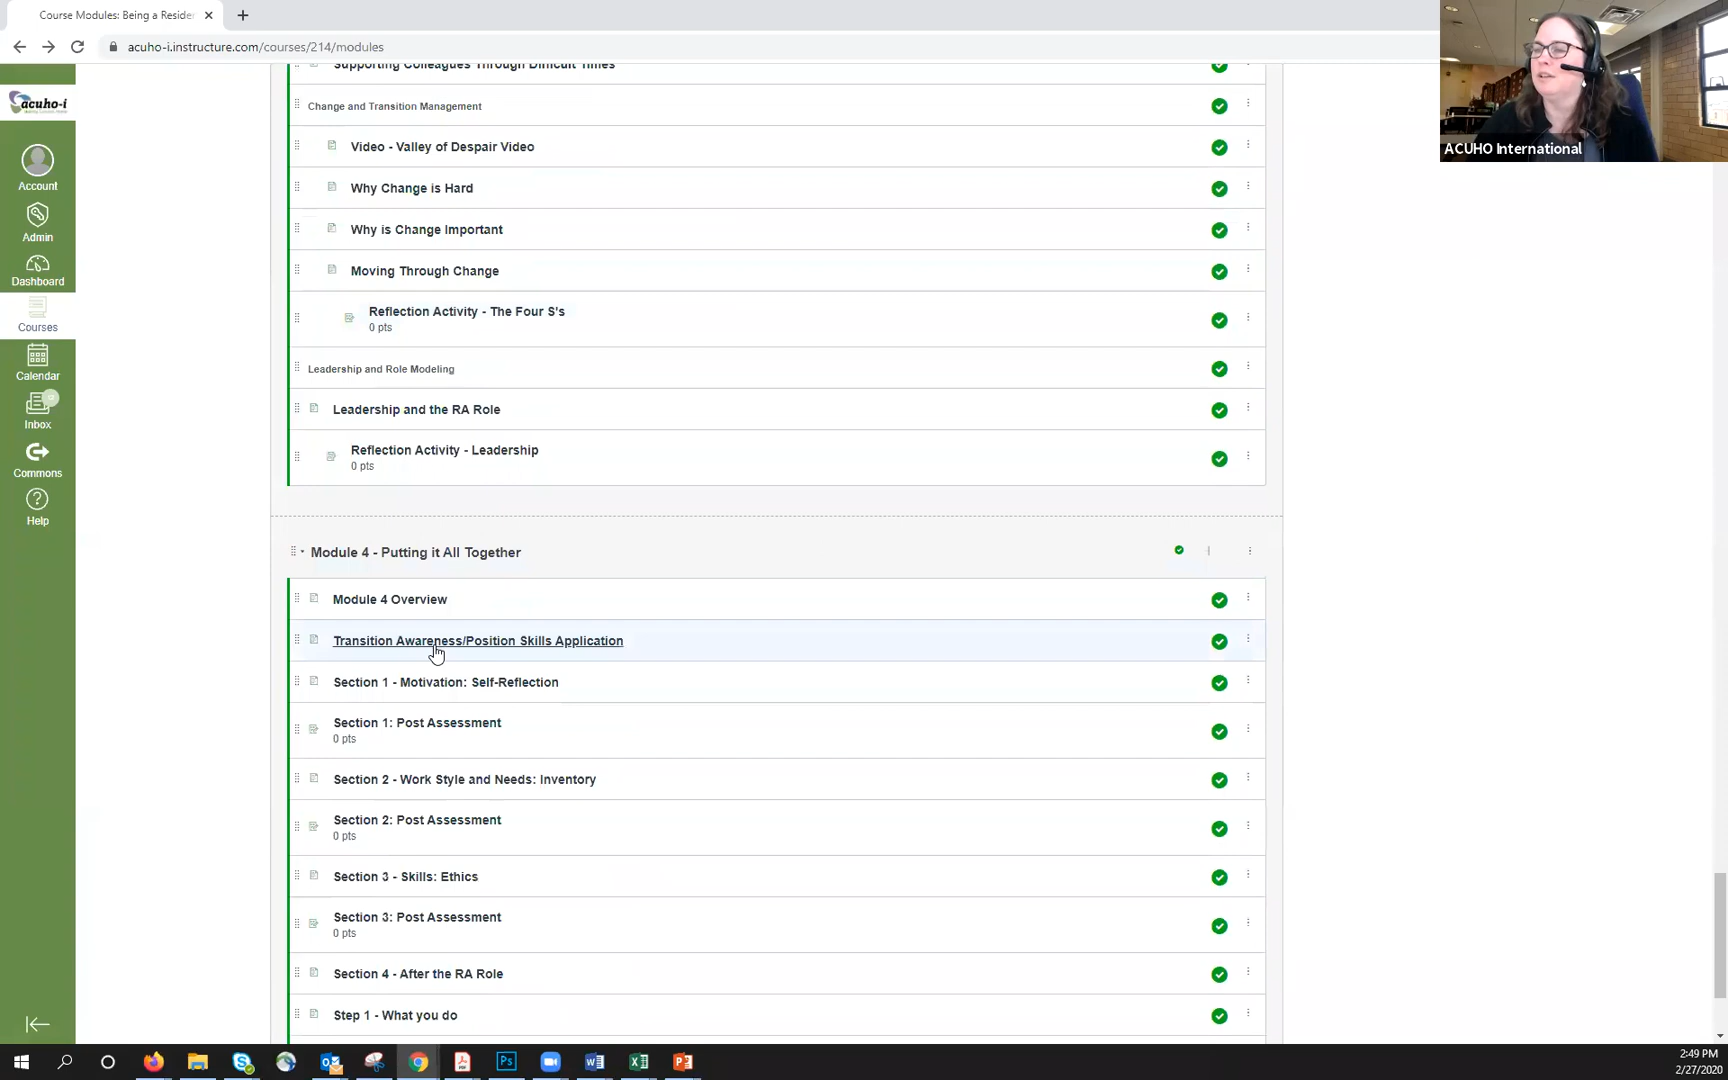 Course Modules: Being a Reside
acuho-i.instructure.com/courses/214/modules
ACUHO International
acuho-i
Account
Admin
Dashboard
Courses
Calendar
Inbox
Commons
Help
Supporting Colleagues Through Difficult Times
Change and Transition Management
Video - Valley of Despair Video
Why Change is Hard
Why is Change Important
Moving Through Change
Reflection Activity - The Four S's
0 pts
Leadership and Role Modeling
Leadership and the RA Role
Reflection Activity - Leadership
0 pts
Module 4 - Putting it All Together
Module 4 Overview
Transition Awareness/Position Skills Application
Section 1 - Motivation: Self-Reflection
Section 1: Post Assessment
0 pts
Section 2 - Work Style and Needs: Inventory
Section 2: Post Assessment
0 pts
Section 3 - Skills: Ethics
Section 3: Post Assessment
0 pts
Section 4 - After the RA Role
Step 1 - What you do
Ps
2:49 PM
2/27/2020